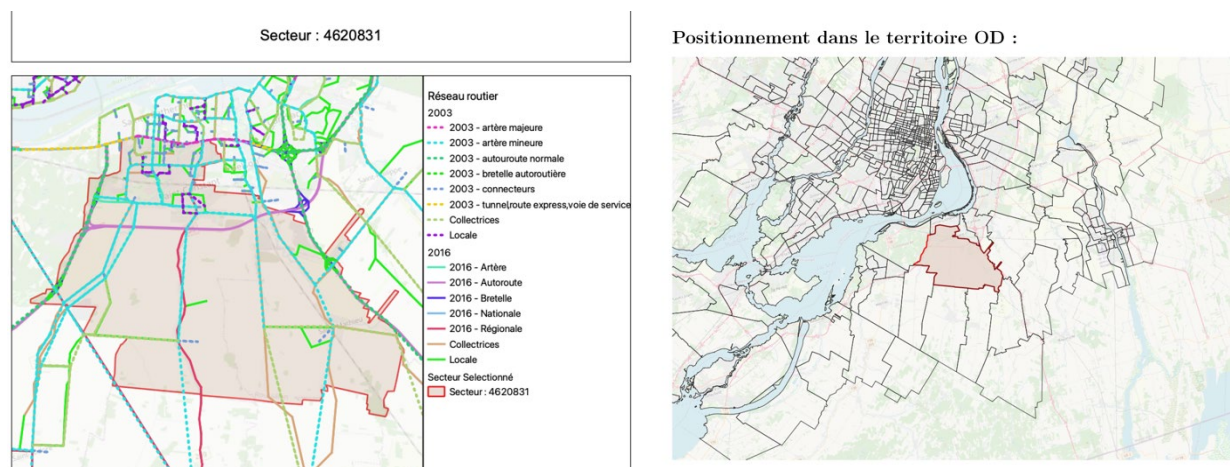 Secteur : 4620831
Réseau routier
2003
2003 - artère majeure
2003 - artère mineure
2003 - autoroute normale
2003 - bretelle autoroutière
2003 - connecteurs
2003 - tunnel,route express,voie de service
Collectrices
Locale
2016
2016 - Artère
2016 - Autoroute
2016 - Bretelle
2016 - Nationale
2016 - Régionale
Collectrices
Locale
Secteur Selectionné
Secteur : 4620831
Positionnement dans le territoire OD :